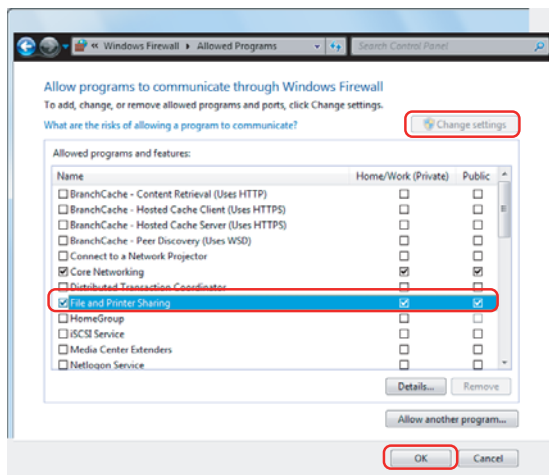 « Windows Firewall ▸ Allowed Programs Search Control Panel
Allow programs to communicate through Windows Firewall
To add, change, or remove allowed programs and ports, click Change settings.
What are the risks of allowing a program to communicate? Change settings
Allowed programs and features:
Name Home/Work (Private) Public
BranchCache - Content Retrieval (Uses HTTP)
BranchCache - Hosted Cache Client (Uses HTTPS)
BranchCache - Hosted Cache Server (Uses HTTPS)
BranchCache - Peer Discovery (Uses WSD)
Connect to a Network Projector
Core Networking
Distributed Transaction Coordinator
File and Printer Sharing
HomeGroup
iSCSI Service
Media Center Extenders
Netlogon Service
Details... Remove
Allow another program...
OK Cancel